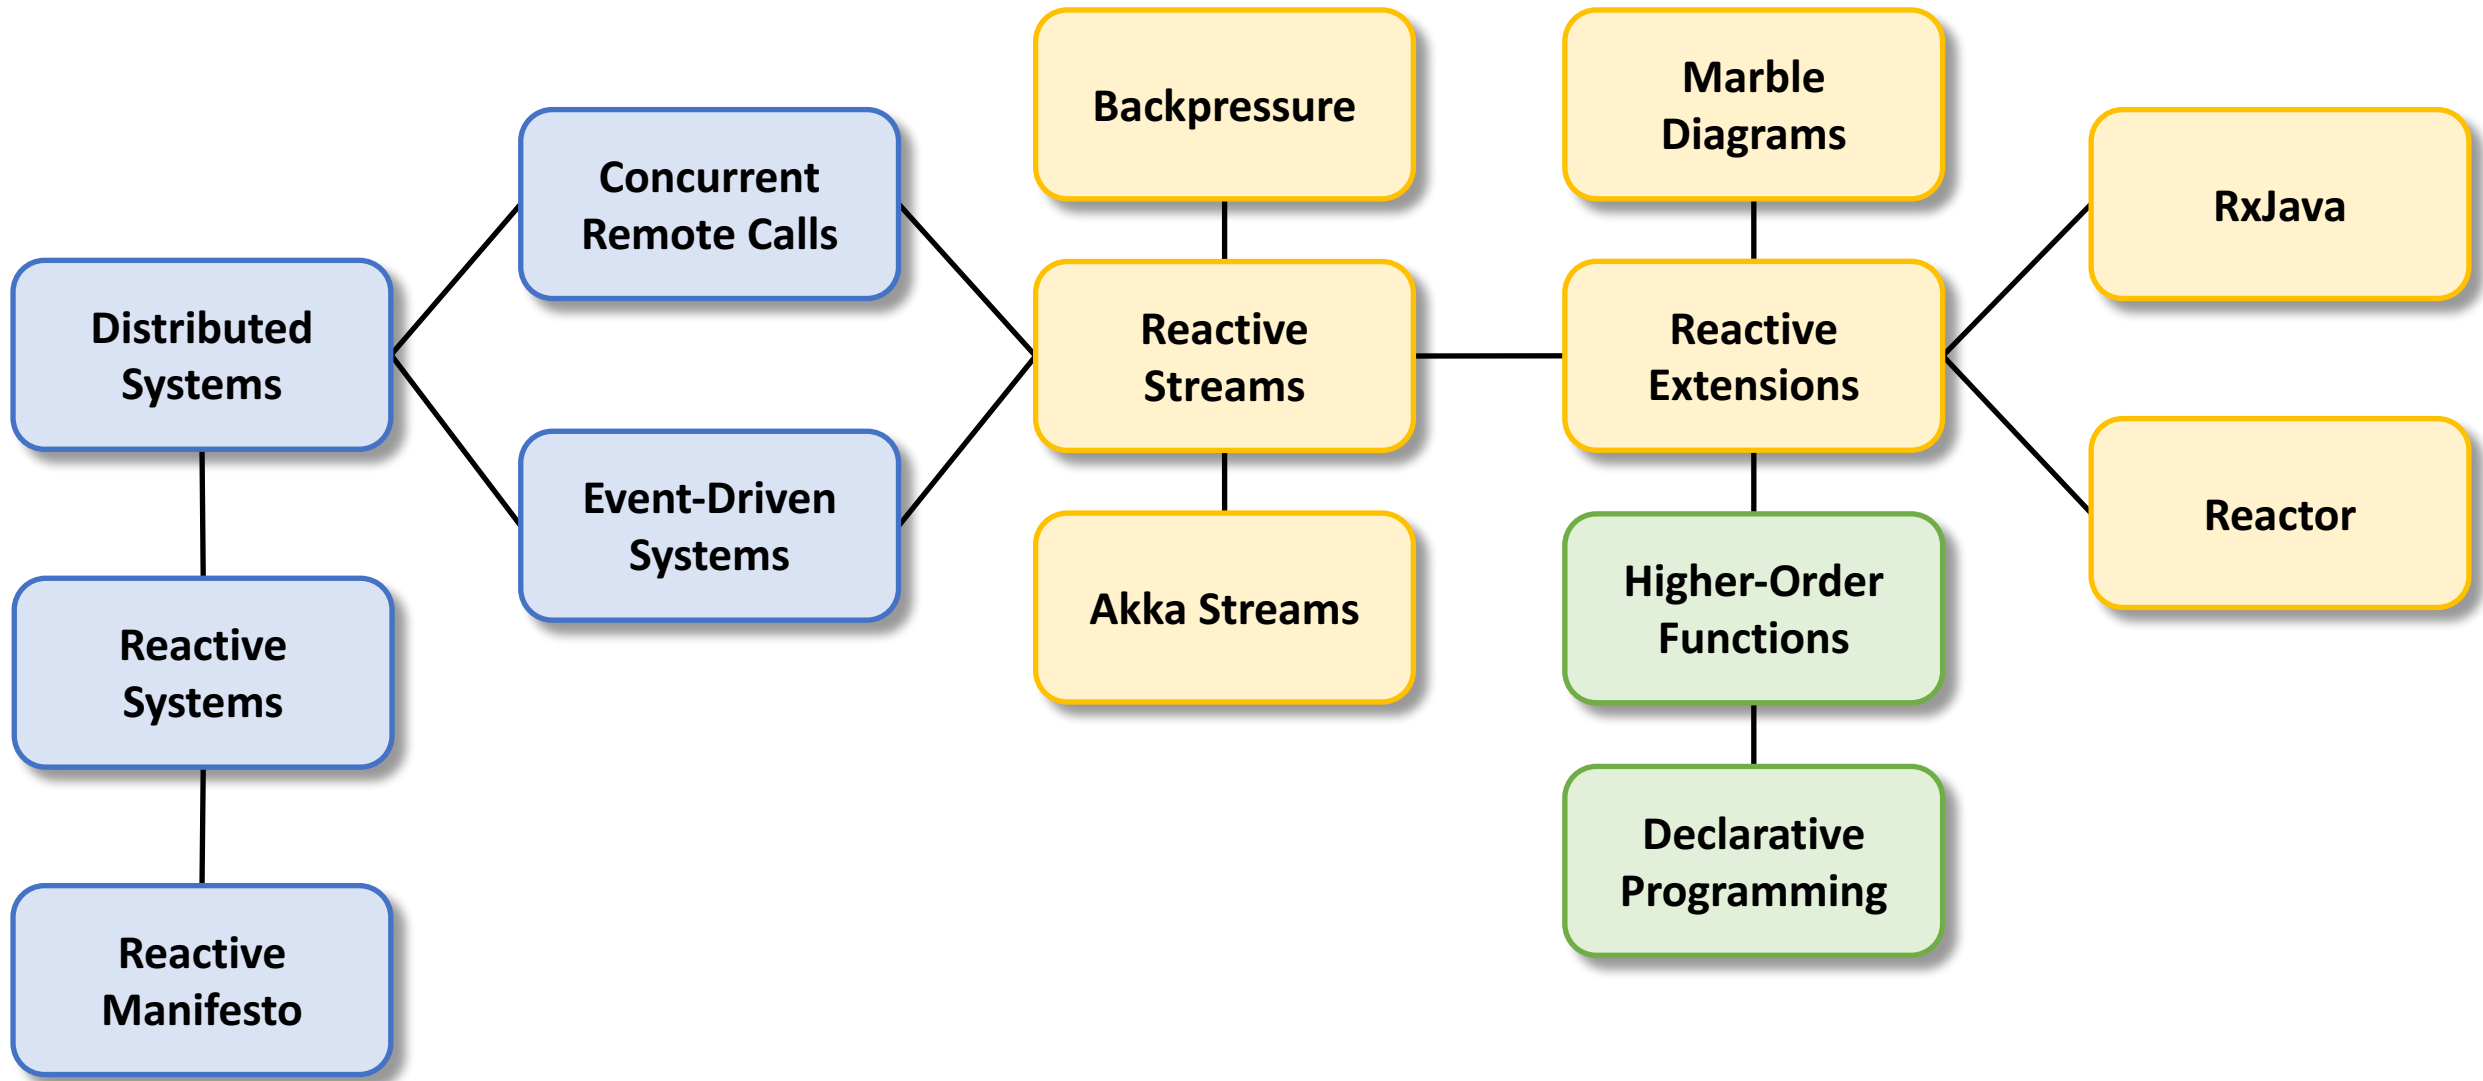 Distributed
Systems
Reactive
Systems
Reactive
Manifesto
Concurrent
Remote Calls
Event-Driven
Systems
Backpressure
Reactive
Streams
Akka Streams
Marble
Diagrams
Reactive
Extensions
Higher-Order
Functions
Declarative
Programming
RxJava
Reactor